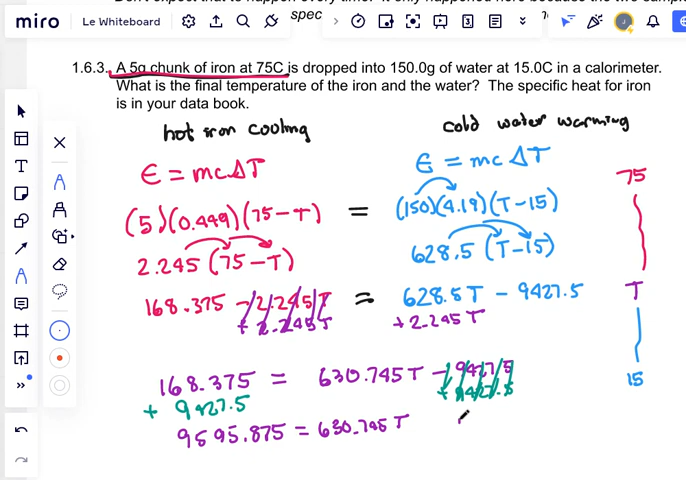 miro
Le Whiteboard
1.6.3. A 5g chunk of iron at 75C is dropped into 150.0g of water at 15.0C in a calorimeter.
What is the final temperature of the iron and the water? The specific heat for iron
is in your data book.
hot iron cooling
cold water warming
E = mcΔT
E = mcΔT
75
(5)(0.449)(75-T) = (150)(4.19)(T-15)
2.245 (75-T)
628.5 (T-15)
168.375 - 2.245T = 628.5T - 9427.5
T
+ 2.245T
+ 2.245T
168.375 = 630.745T - 9427.5
15
+ 9427.5
+ 9427.5
9595.875 = 630.745T